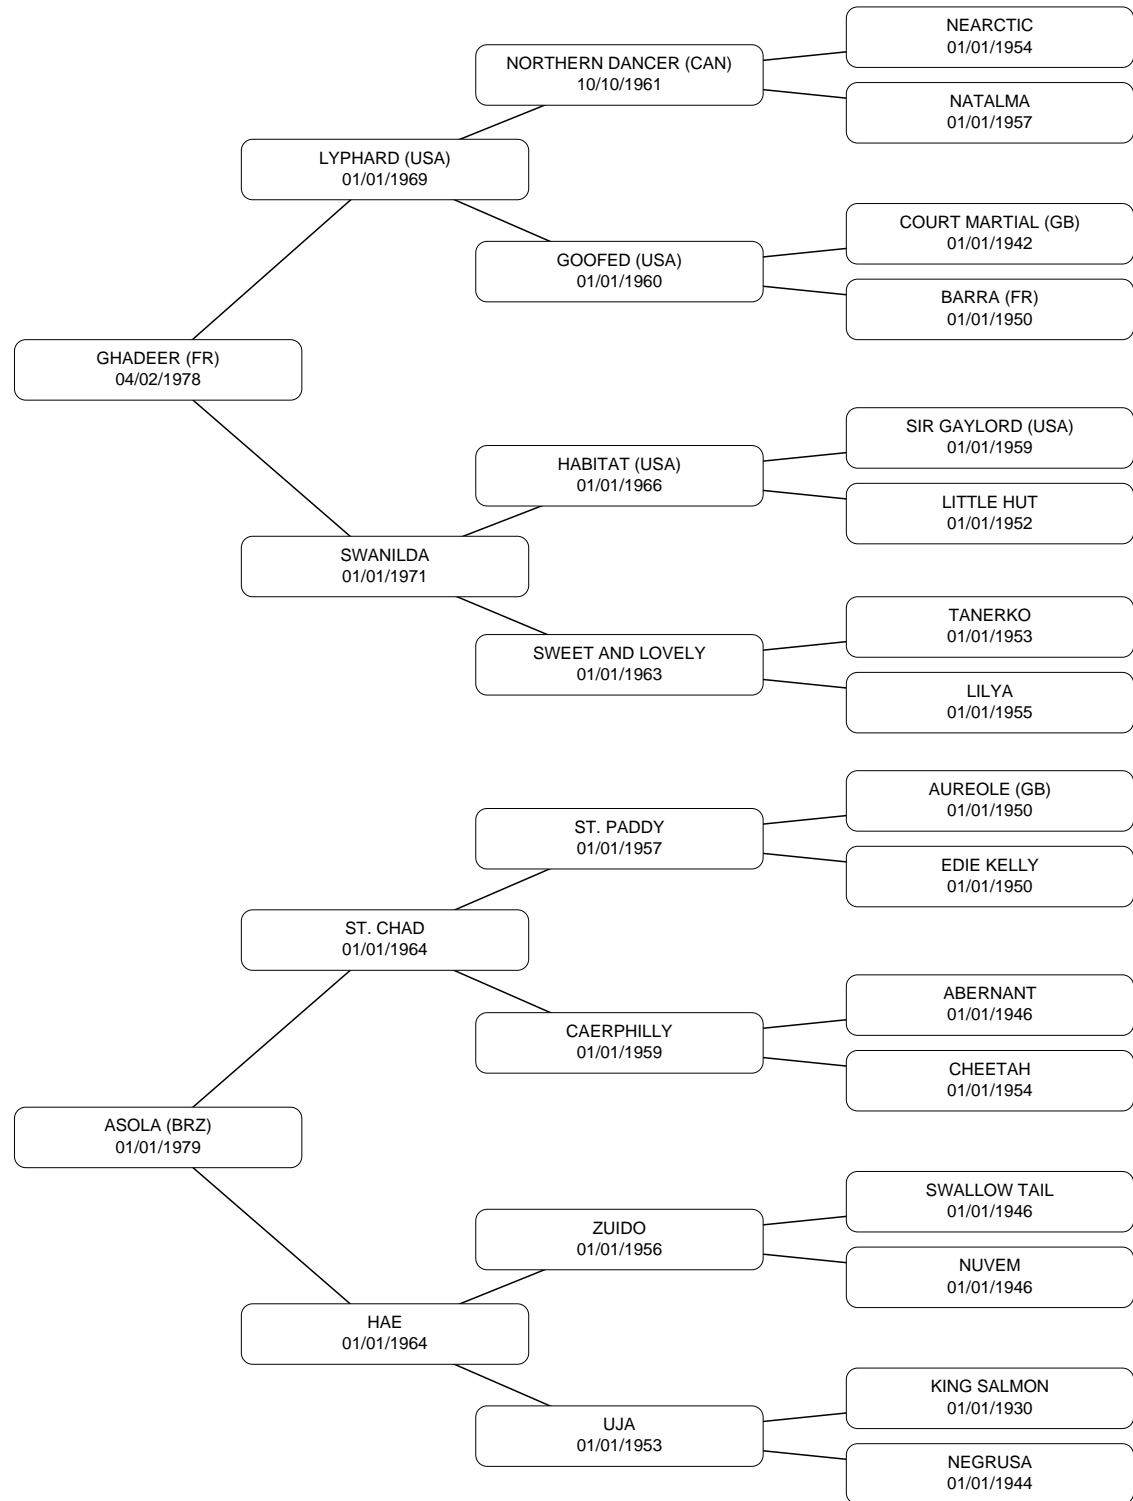 NEARCTIC
01/01/1954
NORTHERN DANCER (CAN)
10/10/1961
NATALMA
01/01/1957
LYPHARD (USA)
01/01/1969
COURT MARTIAL (GB)
01/01/1942
GOOFED (USA)
01/01/1960
BARRA (FR)
01/01/1950
GHADEER (FR)
04/02/1978
SIR GAYLORD (USA)
01/01/1959
HABITAT (USA)
01/01/1966
LITTLE HUT
01/01/1952
SWANILDA
01/01/1971
TANERKO
01/01/1953
SWEET AND LOVELY
01/01/1963
LILYA
01/01/1955
AUREOLE (GB)
01/01/1950
ST. PADDY
01/01/1957
EDIE KELLY
01/01/1950
ST. CHAD
01/01/1964
ABERNANT
01/01/1946
CAERPHILLY
01/01/1959
CHEETAH
01/01/1954
ASOLA (BRZ)
01/01/1979
SWALLOW TAIL
01/01/1946
ZUIDO
01/01/1956
NUVEM
01/01/1946
HAE
01/01/1964
KING SALMON
01/01/1930
UJA
01/01/1953
NEGRUSA
01/01/1944